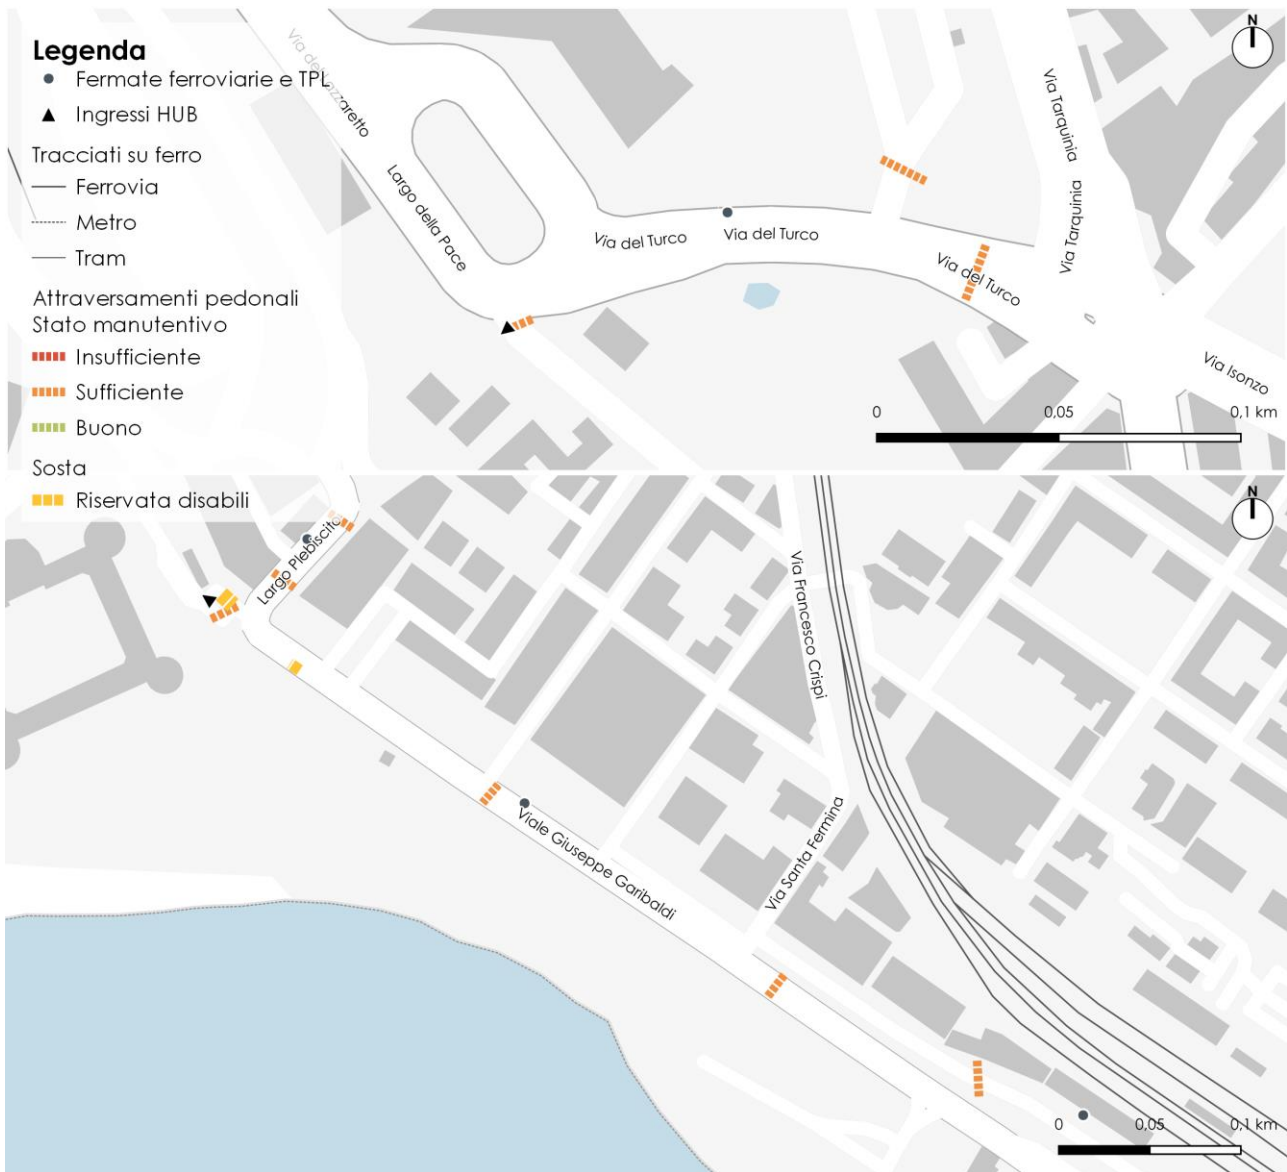 Legenda
Fermate ferroviarie e TPL
Ingressi HUB
Tracciati su ferro
Ferrovia
Metro
Tram
Attraversamenti pedonali
Stato manutentivo
Insufficiente
Sufficiente
Buono
Sosta
Riservata disabili
Via del Lazzaretto
Largo della Pace
Via del Turco
Via del Turco
Via del Turco
Via Tarquinia
Via Tarquinia
Via Isonzo
N
0 0,05 0,1 km
N
Largo Plebiscito
Via Francesco Crispi
Viale Giuseppe Garibaldi
Via Santa Fermina
0 0,05 0,1 km